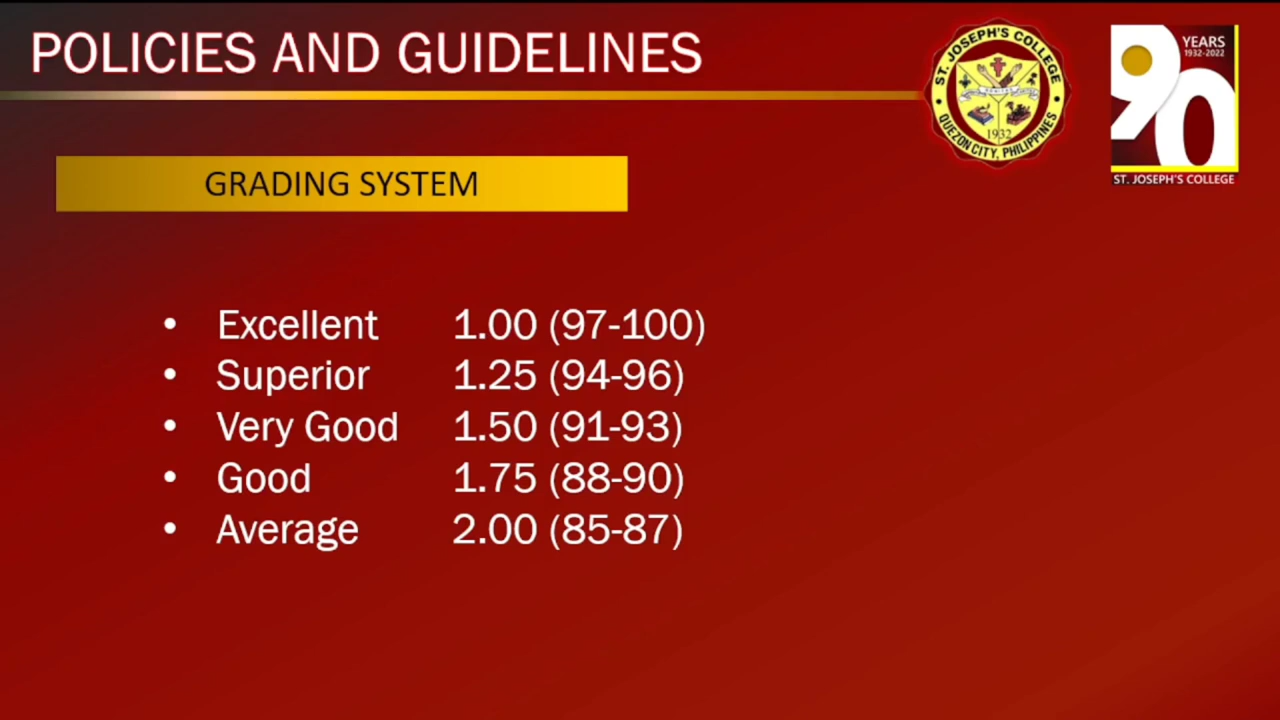 POLICIES AND GUIDELINES
ST. JOSEPH'S COLLEGE
QUEZON CITY, PHILIPPINES
1932
90
YEARS
1932-2022
ST. JOSEPH'S COLLEGE
GRADING SYSTEM
• Excellent 1.00 (97-100)
• Superior 1.25 (94-96)
• Very Good 1.50 (91-93)
• Good 1.75 (88-90)
• Average 2.00 (85-87)